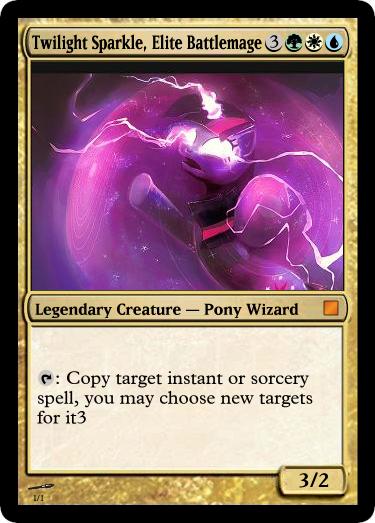 Twilight Sparkle, Elite Battlemage 3
Legendary Creature — Pony Wizard
: Copy target instant or sorcery
spell, you may choose new targets
for it3
3/2
1/1